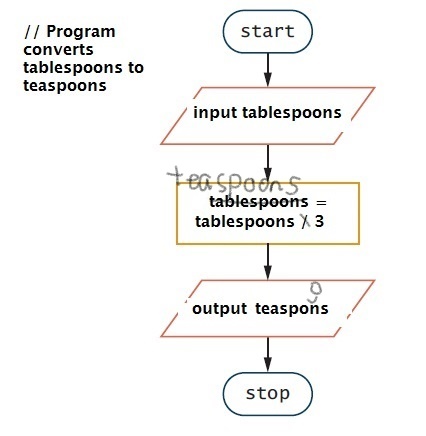 // Program
converts
tablespoons to
teaspoons
start
input tablespoons
teaspoons
tablespoons =
tablespoons x 3
o
output teaspons
stop